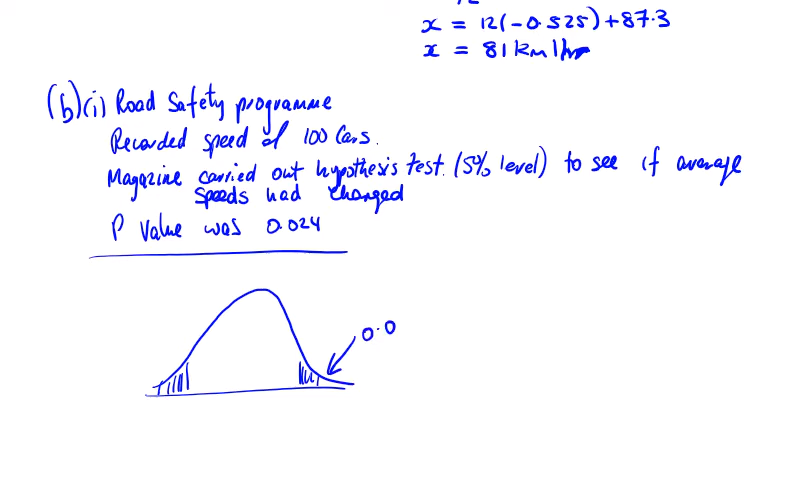 12
x = 12(-0.525)+87.3
x = 81 km/hr
(b)(i) Road Safety programme
Recorded speed of 100 Cars.
Magazine carried out hypothesis test (5% level) to see if average
speeds had changed
P Value was 0.024
0.0